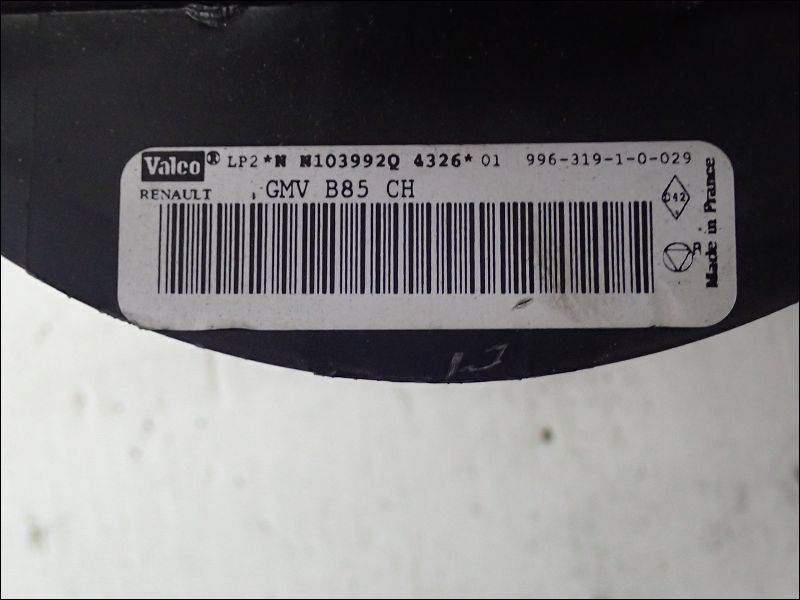 Valeo® LP2 *N N103992Q 4326* 01 996-319-1-0-029
RENAULT GMV B85 CH
Made in France